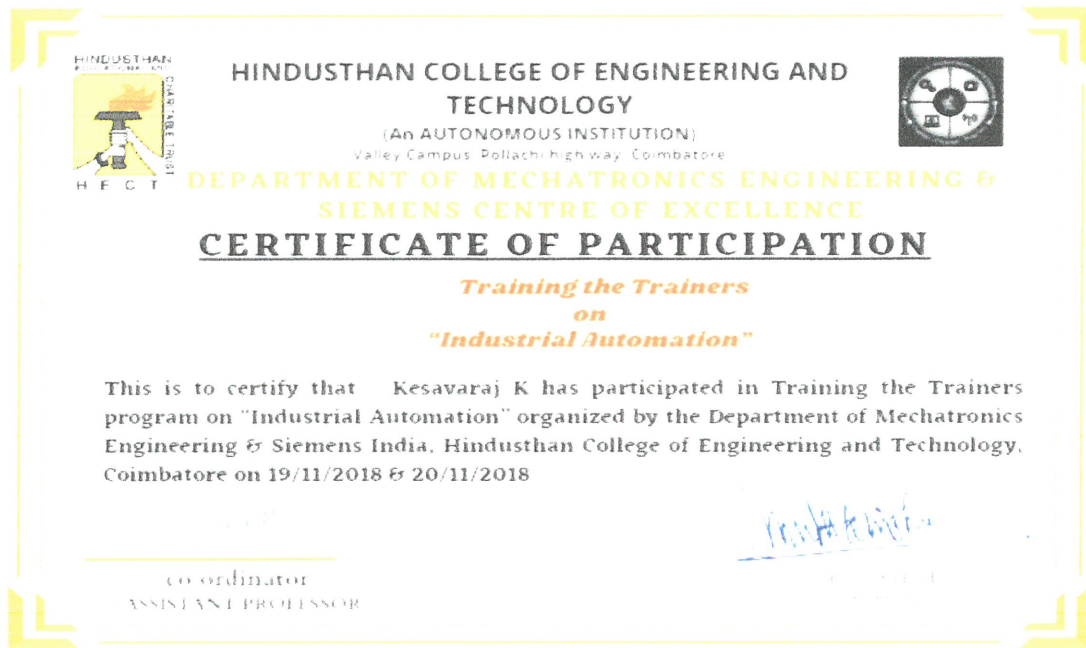 HINDUSTHAN
EDUCATIONAL AND
CHARITABLE TRUST
H E C T
HINDUSTHAN COLLEGE OF ENGINEERING AND
TECHNOLOGY
(An AUTONOMOUS INSTITUTION)
Valley Campus, Pollachi high way, Coimbatore
DEPARTMENT OF MECHATRONICS ENGINEERING &
SIEMENS CENTRE OF EXCELLENCE
CERTIFICATE OF PARTICIPATION
Training the Trainers
on
"Industrial Automation"
This is to certify that Kesavaraj K has participated in Training the Trainers
program on "Industrial Automation" organized by the Department of Mechatronics
Engineering & Siemens India, Hindusthan College of Engineering and Technology,
Coimbatore on 19/11/2018 & 20/11/2018
co ordinator
ASSISTANT PROFESSOR